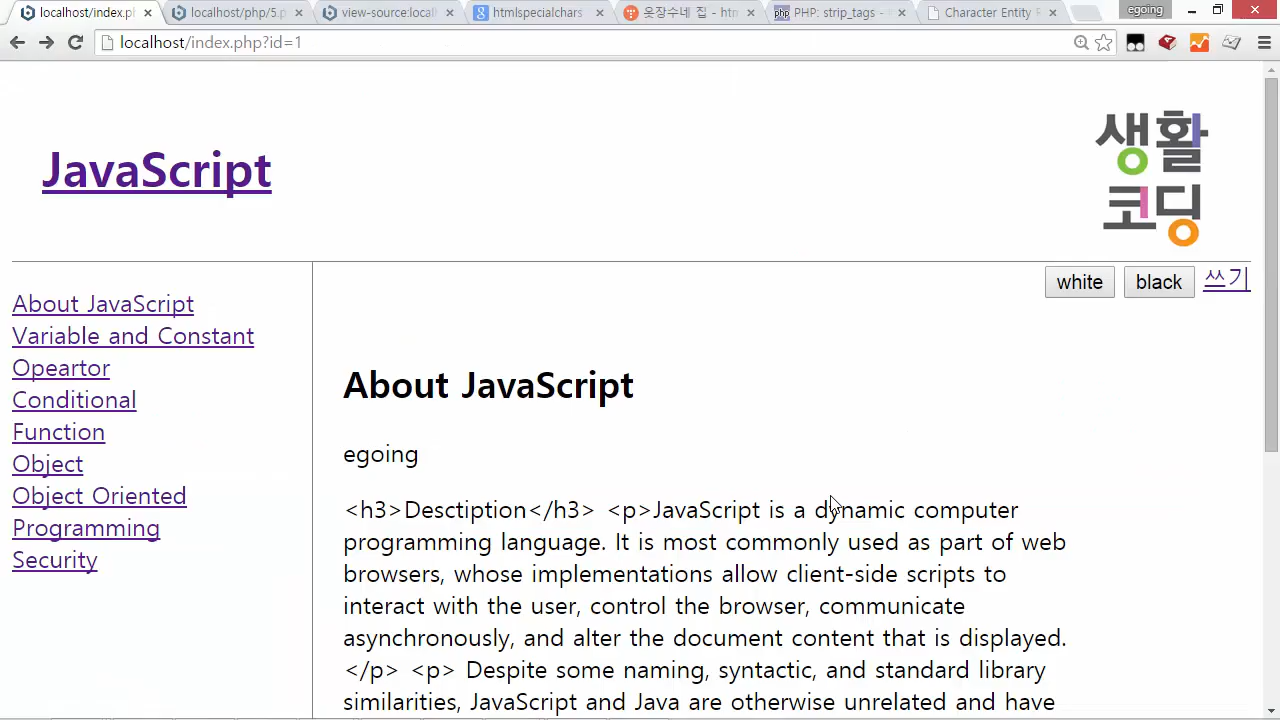 localhost/index.pl
localhost/php/5.p
view-source:local
htmlspecialchars
옷장수네 집 - htm
PHP: strip_tags -
Character Entity R
egoing
localhost/index.php?id=1
JavaScript
생활
코딩
white
black
쓰기
About JavaScript
Variable and Constant
Opeartor
Conditional
Function
Object
Object Oriented
Programming
Security
About JavaScript
egoing
<h3>Desctiption</h3> <p>JavaScript is a dynamic computer
programming language. It is most commonly used as part of web
browsers, whose implementations allow client-side scripts to
interact with the user, control the browser, communicate
asynchronously, and alter the document content that is displayed.
</p> <p> Despite some naming, syntactic, and standard library
similarities, JavaScript and Java are otherwise unrelated and have